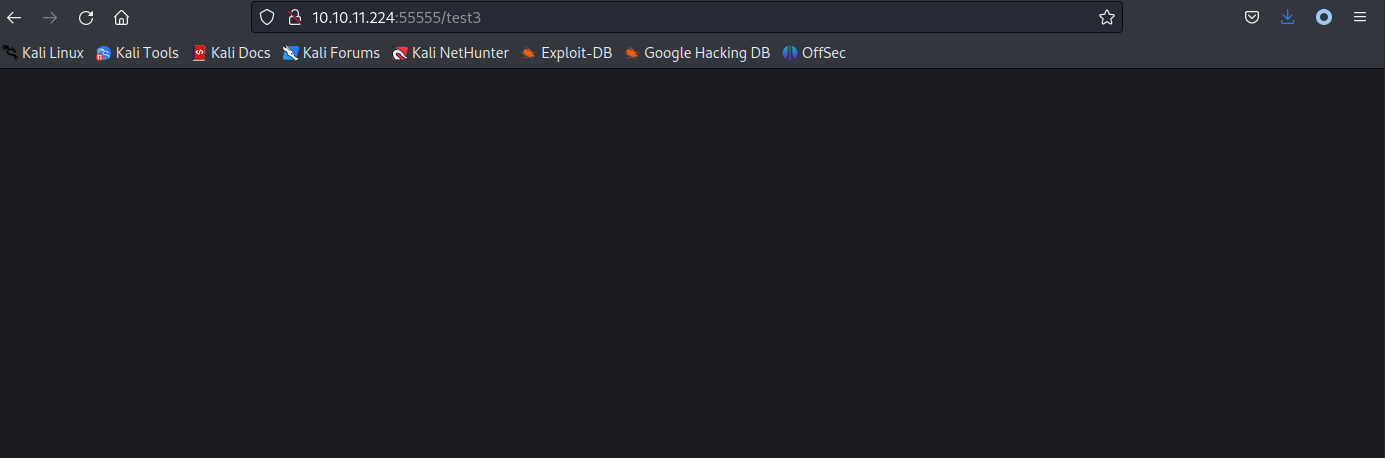 10.10.11.224:55555/test3
Kali Linux Kali Tools Kali Docs Kali Forums Kali NetHunter Exploit-DB Google Hacking DB OffSec